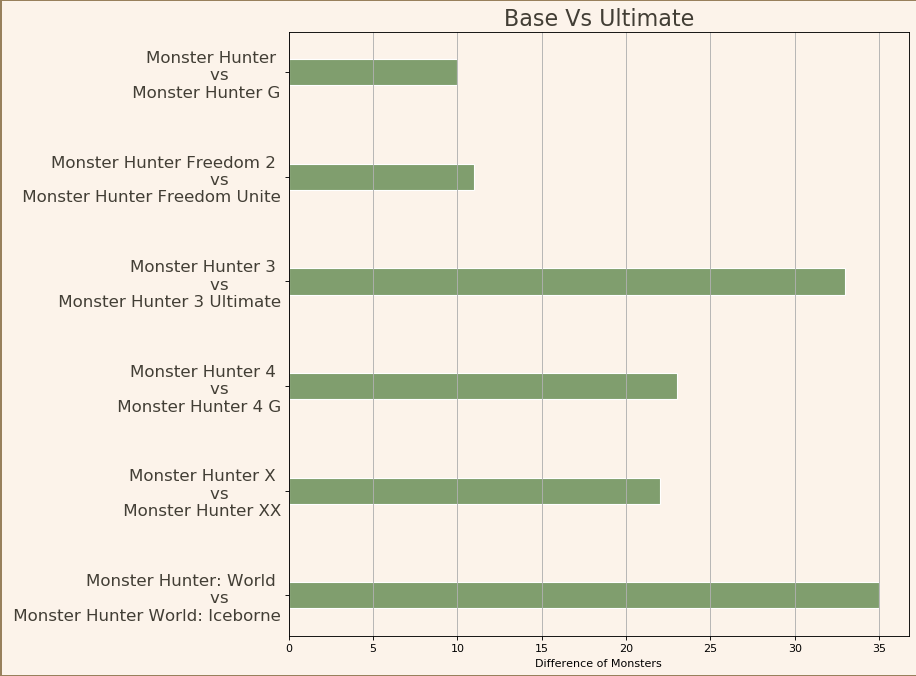 Base Vs Ultimate
Monster Hunter
vs
Monster Hunter G
Monster Hunter Freedom 2
vs
Monster Hunter Freedom Unite
Monster Hunter 3
vs
Monster Hunter 3 Ultimate
Monster Hunter 4
vs
Monster Hunter 4 G
Monster Hunter X
vs
Monster Hunter XX
Monster Hunter: World
vs
Monster Hunter World: Iceborne
0 5 10 15 20 25 30 35
Difference of Monsters